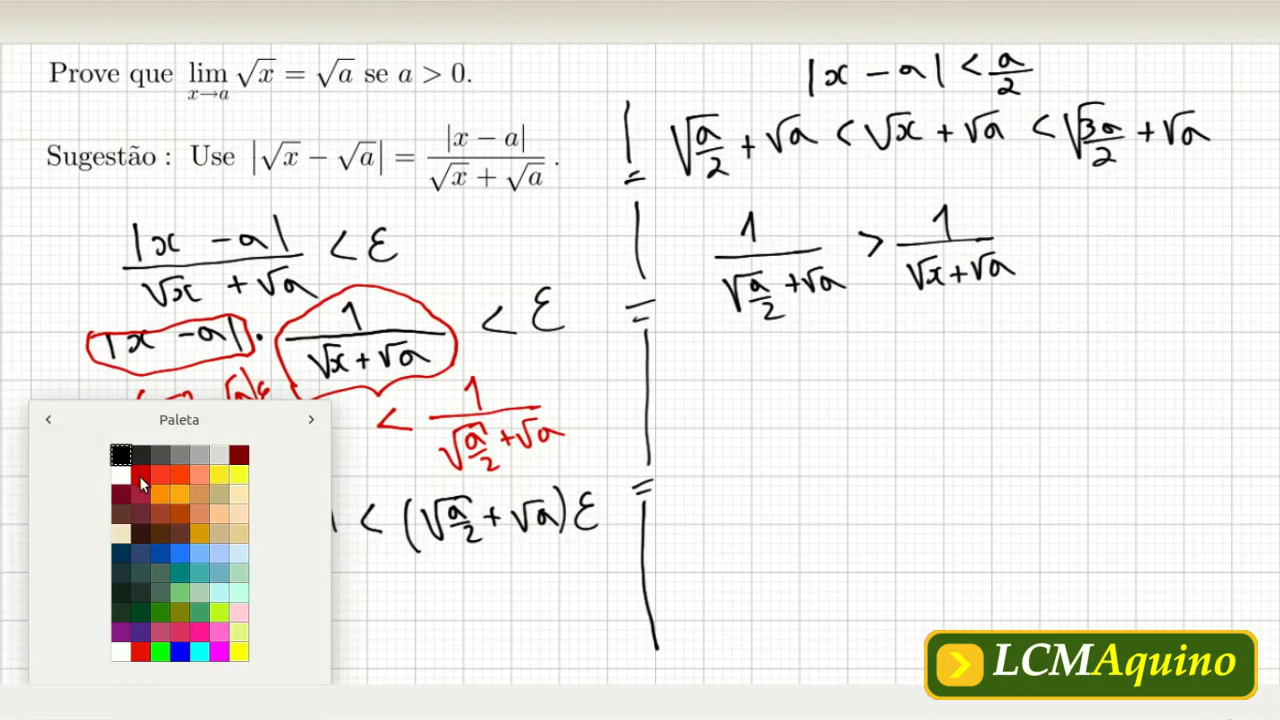 Prove que lim x→a √x = √a se a > 0.
Sugestão : Use |√x − √a| = |x − a| / (√x + √a) .
|x − a| / (√x + √a) < ε
|x − a| · 1 / (√x + √a) < ε
< 1 / (√(a/2) + √a)
< (√(a/2) + √a) ε
Paleta
|x − a| < a/2
√(a/2) + √a < √x + √a < √(3a/2) + √a
1 / (√(a/2) + √a) > 1 / (√x + √a)
LCMAquino